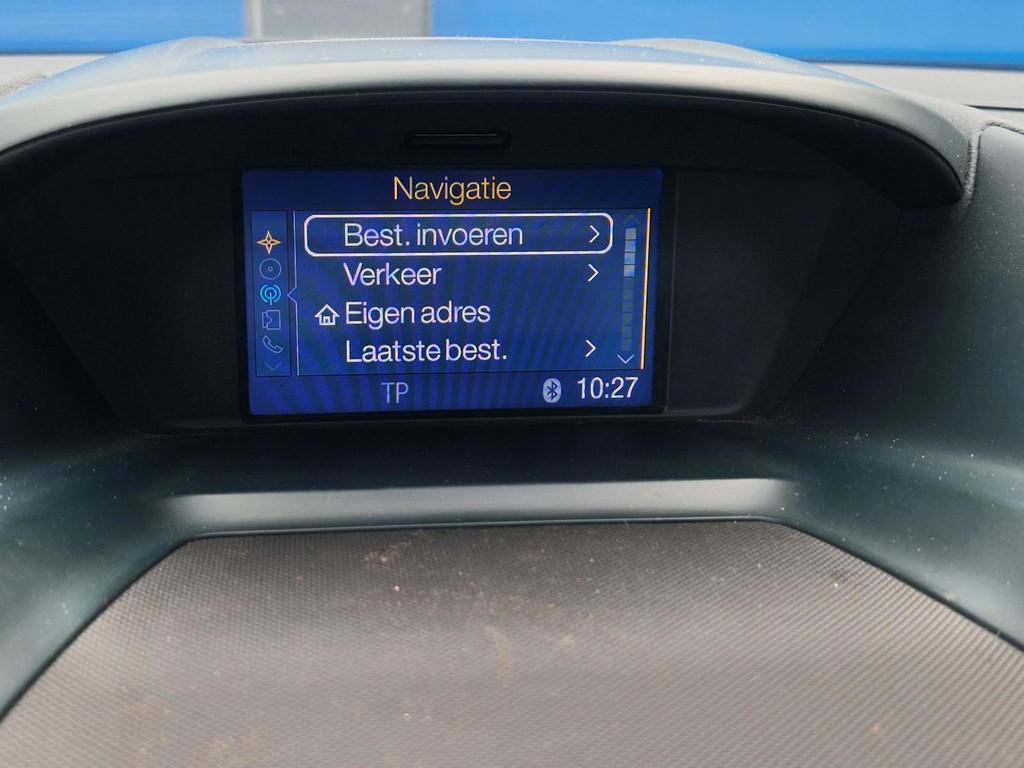 Navigatie
Best. invoeren
Verkeer
Eigen adres
Laatste best.
TP 10:27